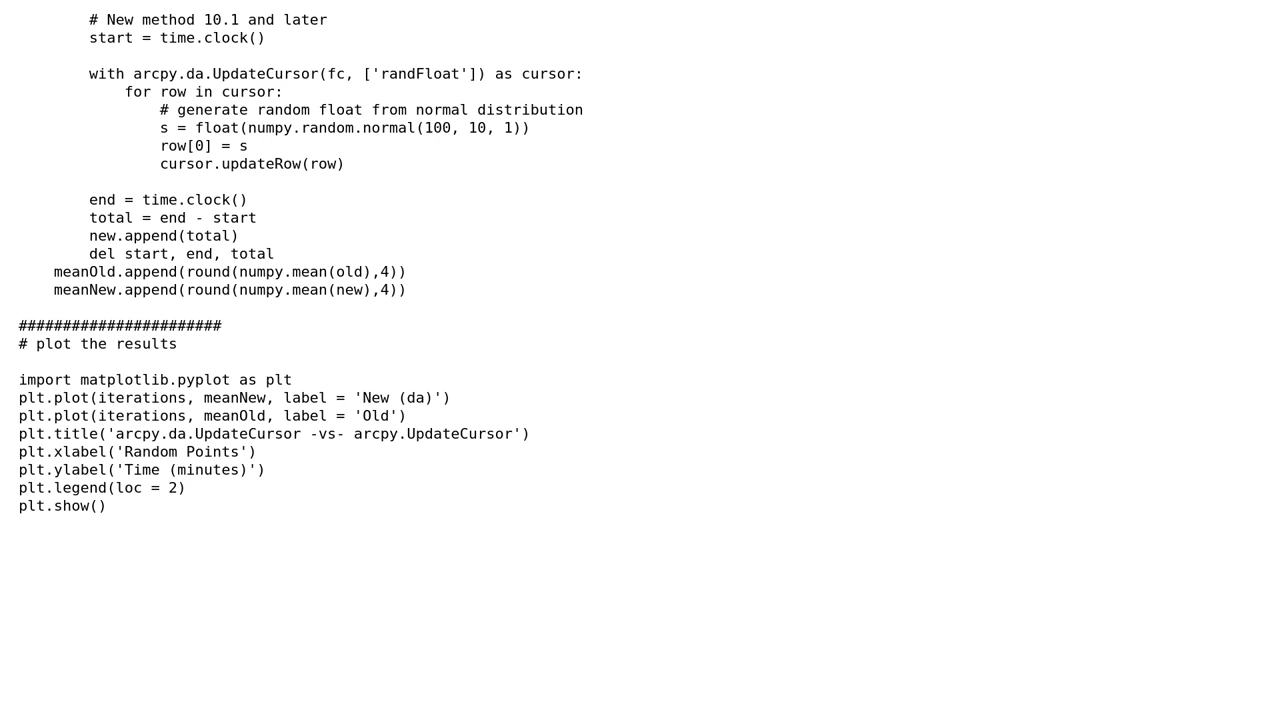 # New method 10.1 and later
        start = time.clock()

        with arcpy.da.UpdateCursor(fc, ['randFloat']) as cursor:
            for row in cursor:
                # generate random float from normal distribution
                s = float(numpy.random.normal(100, 10, 1))
                row[0] = s
                cursor.updateRow(row)

        end = time.clock()
        total = end - start
        new.append(total)
        del start, end, total
    meanOld.append(round(numpy.mean(old),4))
    meanNew.append(round(numpy.mean(new),4))

#######################
# plot the results

import matplotlib.pyplot as plt
plt.plot(iterations, meanNew, label = 'New (da)')
plt.plot(iterations, meanOld, label = 'Old')
plt.title('arcpy.da.UpdateCursor -vs- arcpy.UpdateCursor')
plt.xlabel('Random Points')
plt.ylabel('Time (minutes)')
plt.legend(loc = 2)
plt.show()